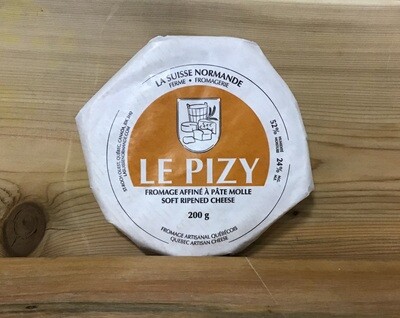 LA SUISSE NORMANDE
FERME • FROMAGERIE
LE PIZY
FROMAGE AFFINÉ À PÂTE MOLLE
SOFT RIPENED CHEESE
200 g
52%
24%
FROMAGE ARTISANAL QUÉBÉCOIS
QUEBEC ARTISAN CHEESE